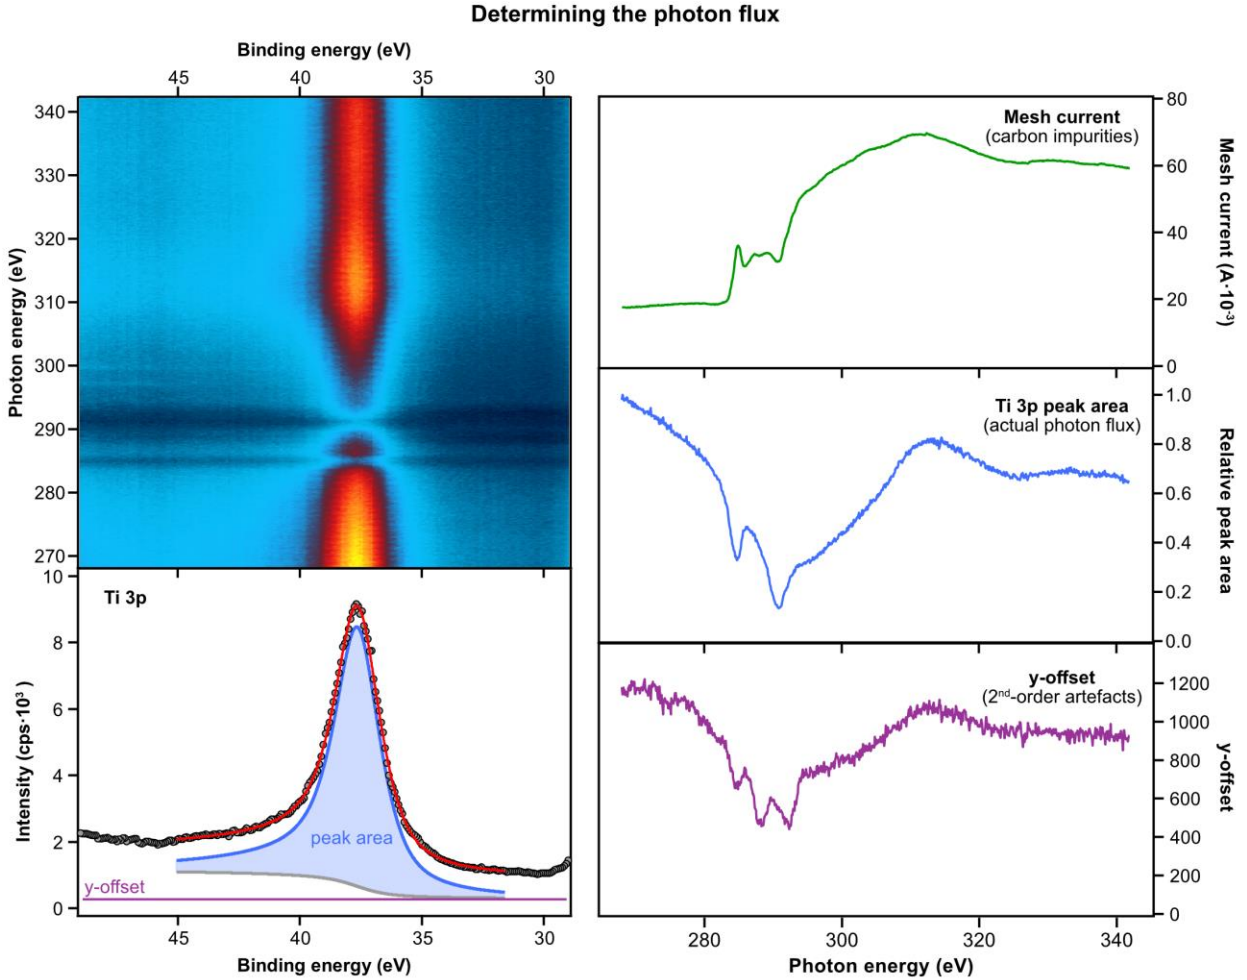 Determining the photon flux
Binding energy (eV)
45 40 35 30
Photon energy (eV)
340
330
320
310
300
290
280
270
Intensity (cps·10³ )
10
8
6
4
2
0
Ti 3p
peak area
y-offset
45 40 35 30
Binding energy (eV)
Mesh current
(carbon impurities)
80
60
40
20
0
Mesh current (A·10⁻³)
Ti 3p peak area
(actual photon flux)
1.0
0.8
0.6
0.4
0.2
0.0
Relative peak area
y-offset
(2ⁿᵈ-order artefacts)
1200
1000
800
600
400
200
0
y-offset
280 300 320 340
Photon energy (eV)